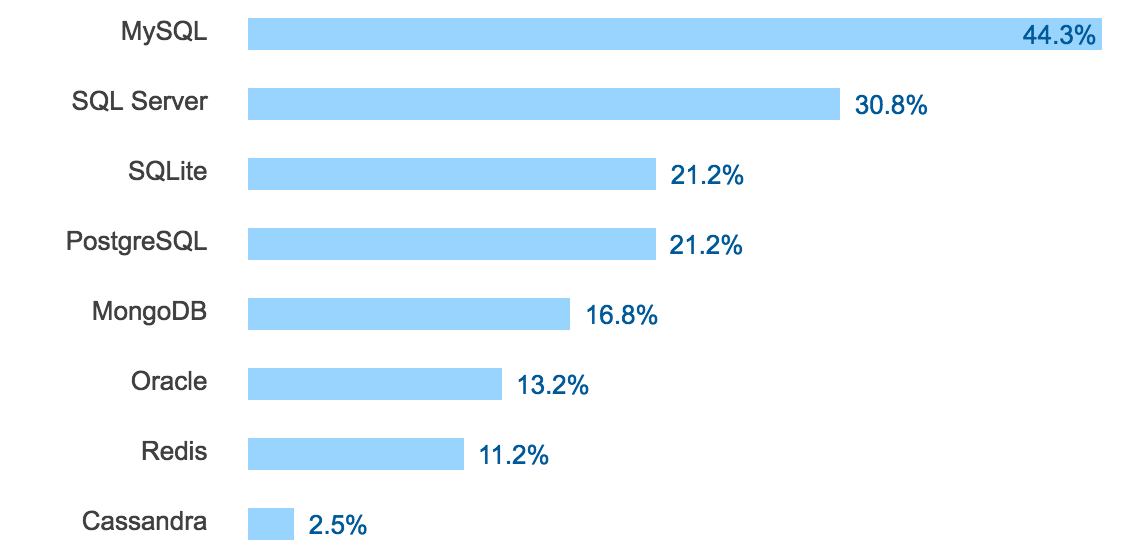 MySQL 44.3%
SQL Server 30.8%
SQLite 21.2%
PostgreSQL 21.2%
MongoDB 16.8%
Oracle 13.2%
Redis 11.2%
Cassandra 2.5%